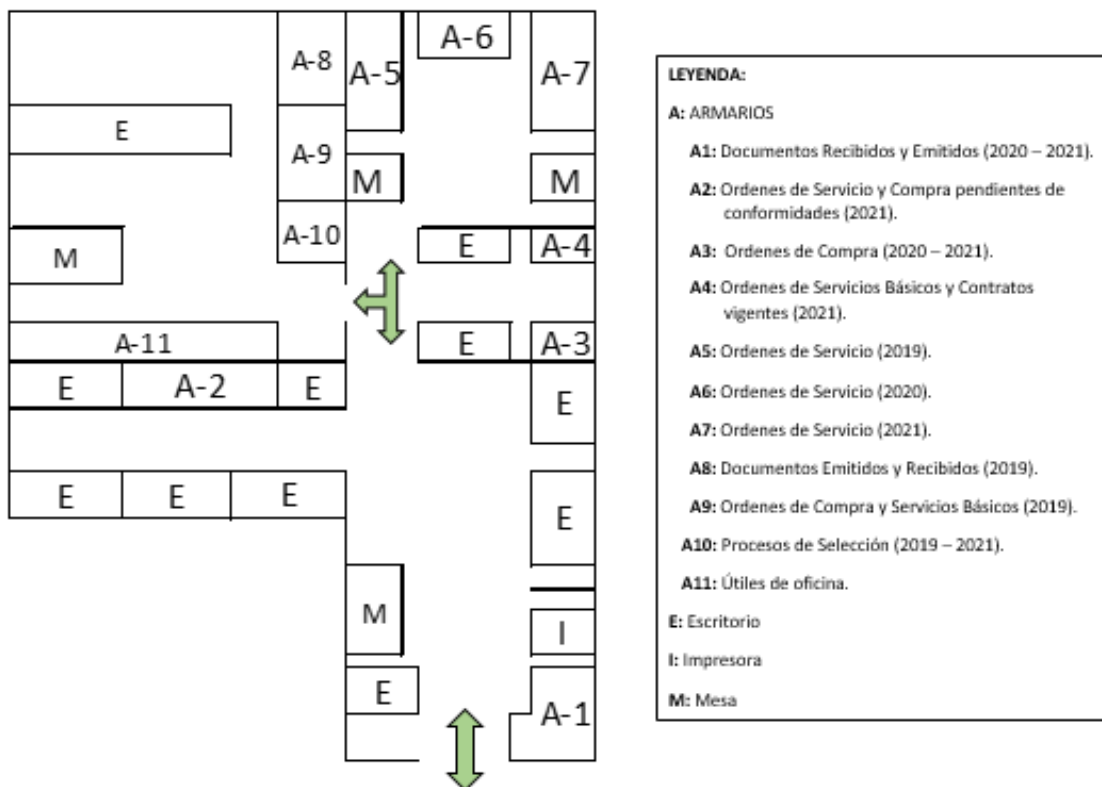 A-8
A-5
A-6
A-7
E
A-9
M
M
A-10
E
A-4
M
A-11
E
A-3
E
A-2
E
E
E
E
E
E
M
I
E
A-1
LEYENDA:
A: ARMARIOS
A1: Documentos Recibidos y Emitidos (2020 – 2021).
A2: Ordenes de Servicio y Compra pendientes de
conformidades (2021).
A3: Ordenes de Compra (2020 – 2021).
A4: Ordenes de Servicios Básicos y Contratos
vigentes (2021).
A5: Ordenes de Servicio (2019).
A6: Ordenes de Servicio (2020).
A7: Ordenes de Servicio (2021).
A8: Documentos Emitidos y Recibidos (2019).
A9: Ordenes de Compra y Servicios Básicos (2019).
A10: Procesos de Selección (2019 – 2021).
A11: Útiles de oficina.
E: Escritorio
I: Impresora
M: Mesa